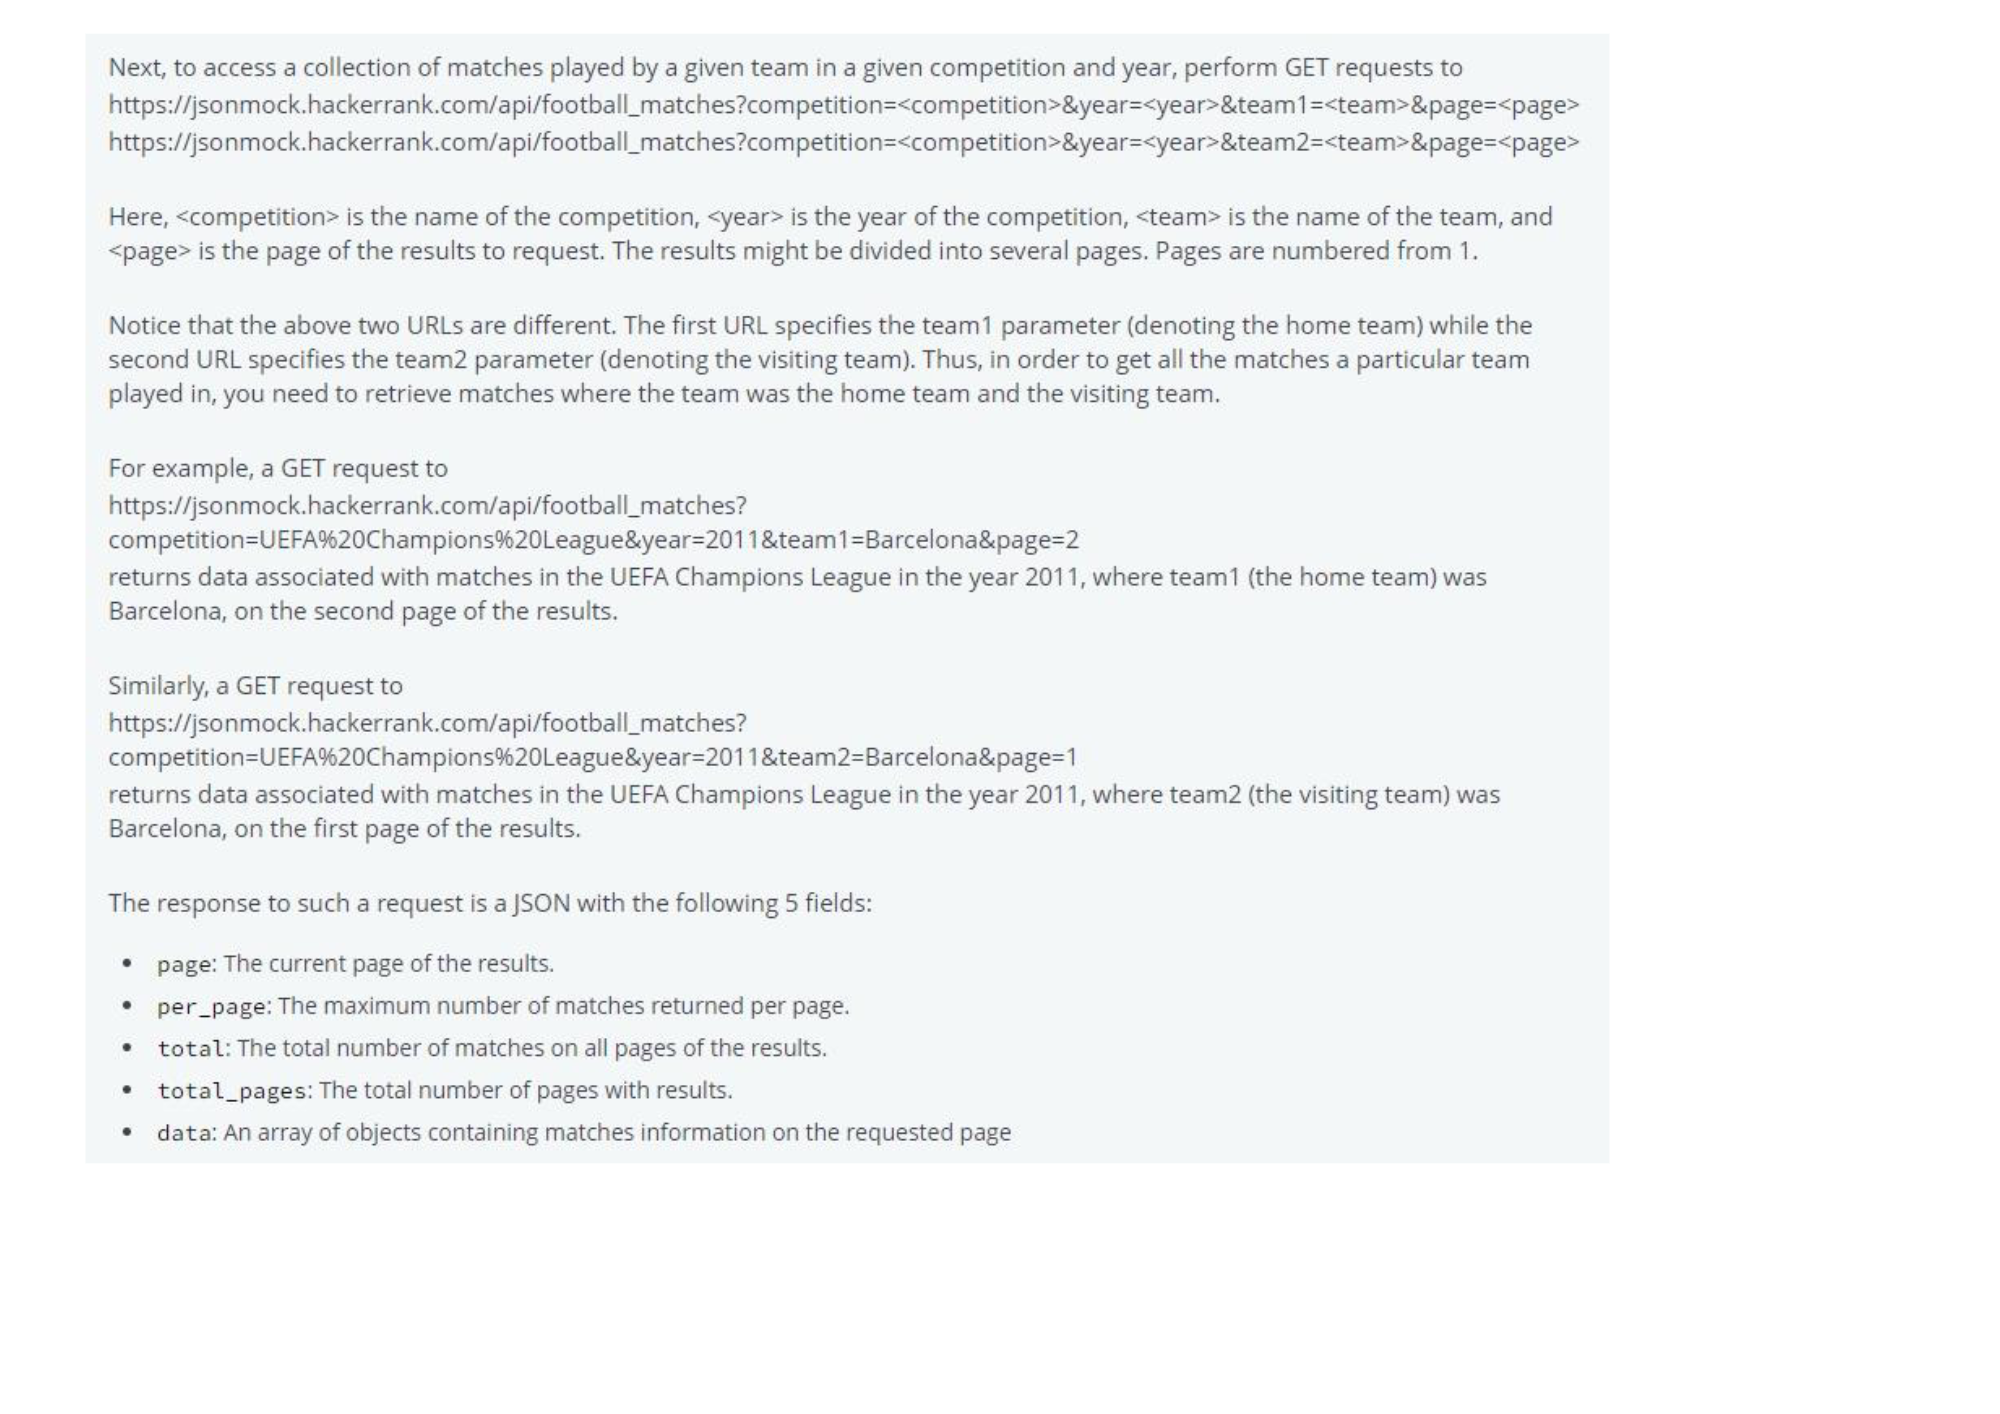 Next, to access a collection of matches played by a given team in a given competition and year, perform GET requests to
https://jsonmock.hackerrank.com/api/football_matches?competition=<competition>&year=<year>&team1=<team>&page=<page>
https://jsonmock.hackerrank.com/api/football_matches?competition=<competition>&year=<year>&team2=<team>&page=<page>
Here, <competition> is the name of the competition, <year> is the year of the competition, <team> is the name of the team, and
<page> is the page of the results to request. The results might be divided into several pages. Pages are numbered from 1.
Notice that the above two URLs are different. The first URL specifies the team1 parameter (denoting the home team) while the
second URL specifies the team2 parameter (denoting the visiting team). Thus, in order to get all the matches a particular team
played in, you need to retrieve matches where the team was the home team and the visiting team.
For example, a GET request to
https://jsonmock.hackerrank.com/api/football_matches?
competition=UEFA%20Champions%20League&year=2011&team1=Barcelona&page=2
returns data associated with matches in the UEFA Champions League in the year 2011, where team1 (the home team) was
Barcelona, on the second page of the results.
Similarly, a GET request to
https://jsonmock.hackerrank.com/api/football_matches?
competition=UEFA%20Champions%20League&year=2011&team2=Barcelona&page=1
returns data associated with matches in the UEFA Champions League in the year 2011, where team2 (the visiting team) was
Barcelona, on the first page of the results.
The response to such a request is a JSON with the following 5 fields:
• page: The current page of the results.
• per_page: The maximum number of matches returned per page.
• total: The total number of matches on all pages of the results.
• total_pages: The total number of pages with results.
• data: An array of objects containing matches information on the requested page